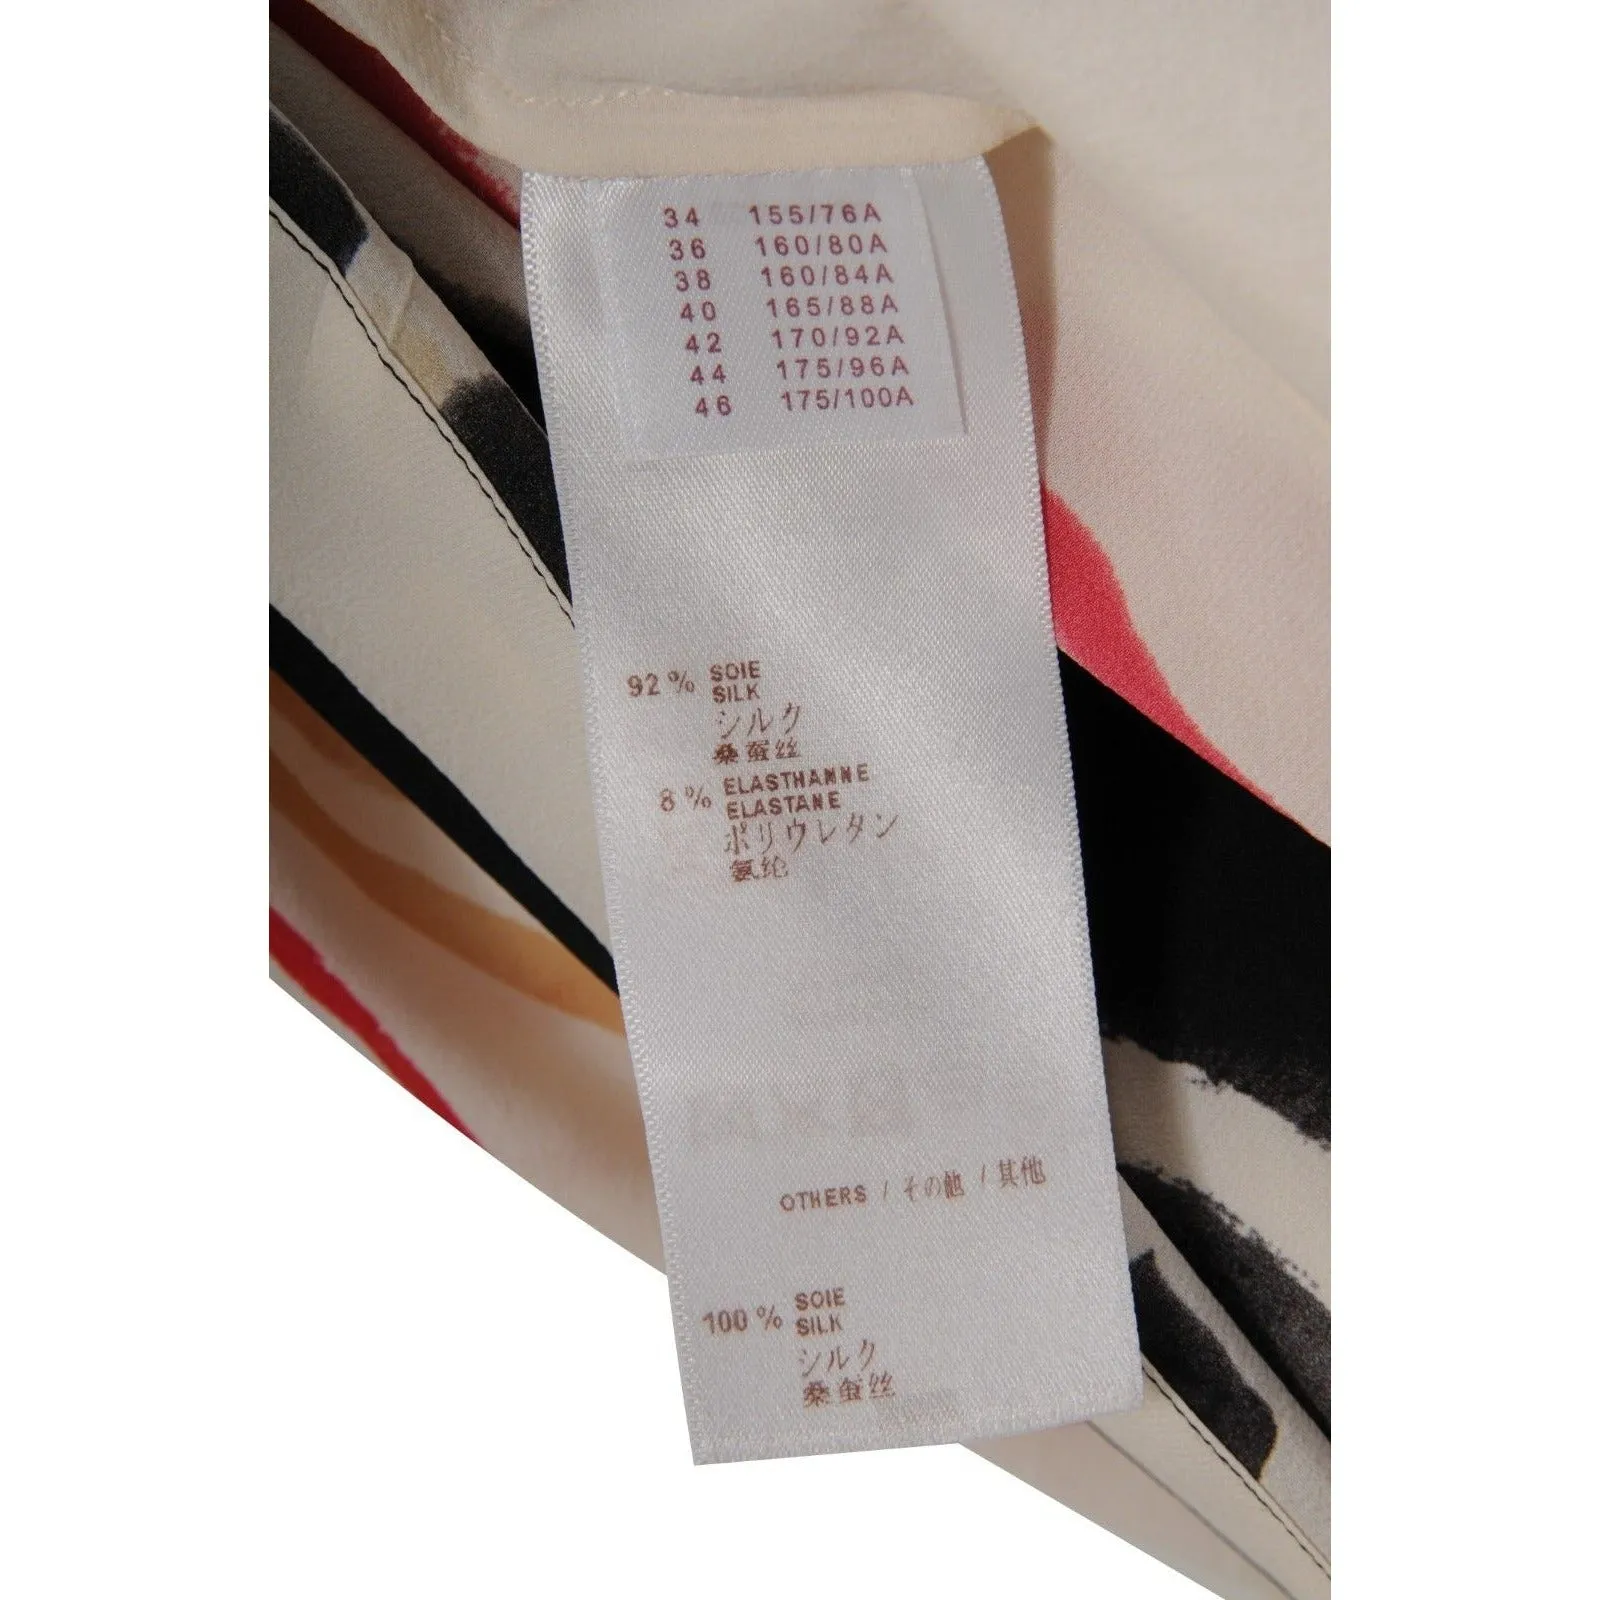 34 155/76A
36 160/80A
38 160/84A
40 165/88A
42 170/92A
44 175/96A
46 175/100A
92 % SOIE
SILK
シルク
桑蚕丝
8 % ELASTHANNE
ELASTANE
ポリウレタン
氨纶
OTHERS / その他 / 其他
100 % SOIE
SILK
シルク
桑蚕丝